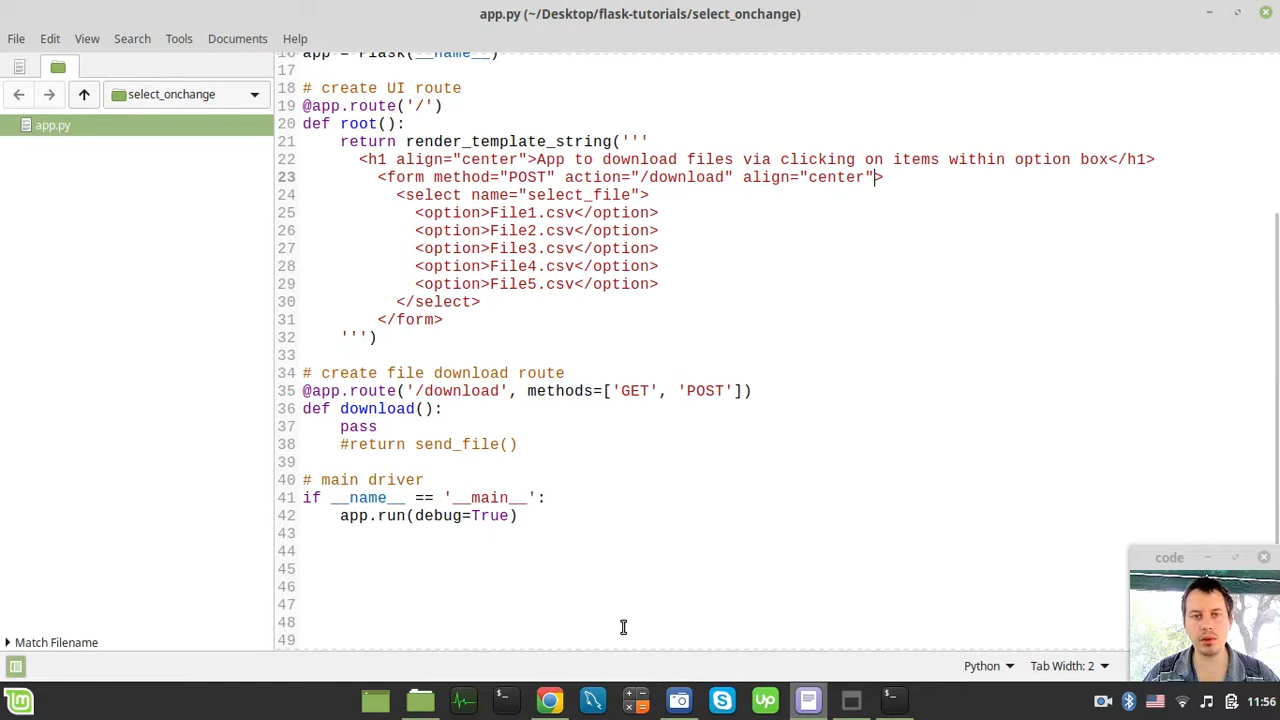 app.py (~/Desktop/flask-tutorials/select_onchange)
File Edit View Search Tools Documents Help
select_onchange
app.py
16 app = Flask(__name__)
17
18 # create UI route
19 @app.route('/')
20 def root():
21 return render_template_string('''
22 <h1 align="center">App to download files via clicking on items within option box</h1>
23 <form method="POST" action="/download" align="center">
24 <select name="select_file">
25 <option>File1.csv</option>
26 <option>File2.csv</option>
27 <option>File3.csv</option>
28 <option>File4.csv</option>
29 <option>File5.csv</option>
30 </select>
31 </form>
32 ''')
33
34 # create file download route
35 @app.route('/download', methods=['GET', 'POST'])
36 def download():
37 pass
38 #return send_file()
39
40 # main driver
41 if __name__ == '__main__':
42 app.run(debug=True)
43
44
45
46
47
48
49
code
Match Filename
Python Tab Width: 2
11:56